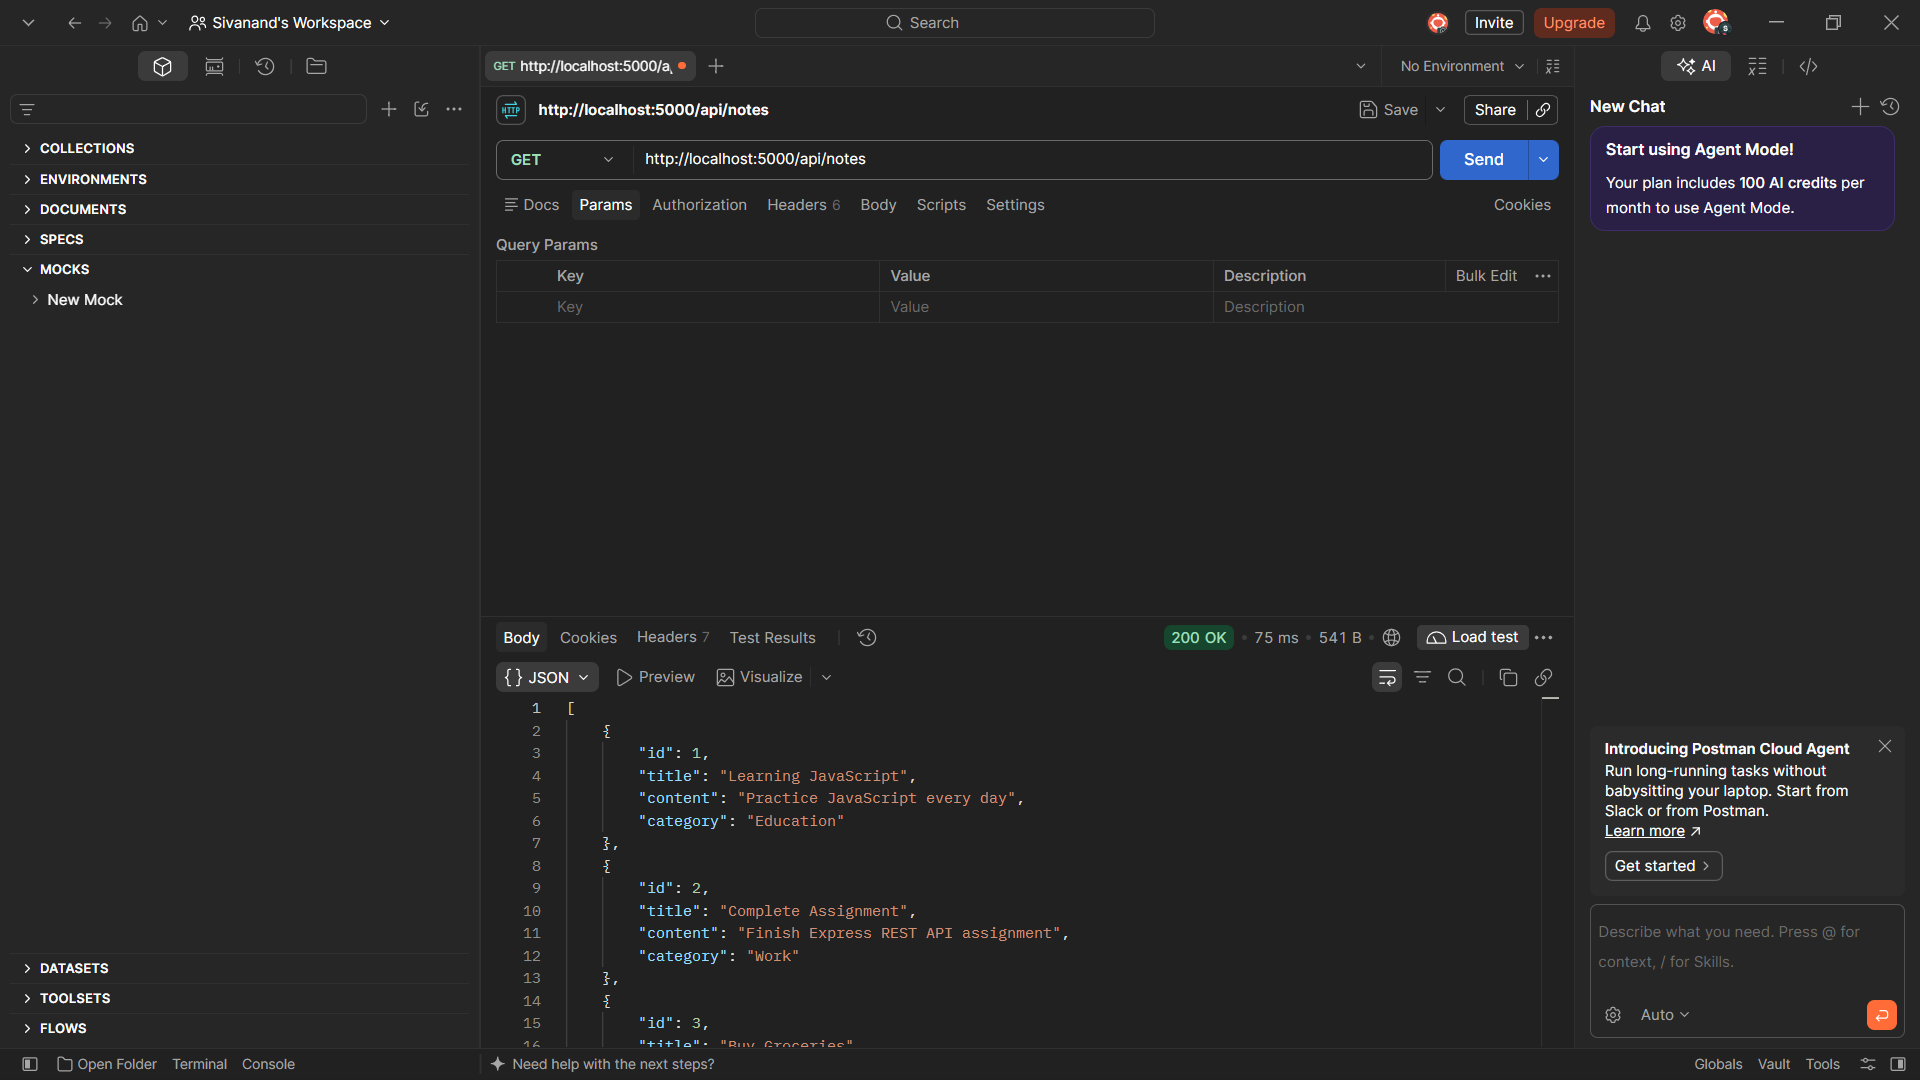 Sivanand's Workspace
Search
Invite
Upgrade
GET http://localhost:5000/a
No Environment
AI
HTTP
http://localhost:5000/api/notes
Save
Share
New Chat
COLLECTIONS
ENVIRONMENTS
DOCUMENTS
SPECS
MOCKS
New Mock
GET
http://localhost:5000/api/notes
Send
Start using Agent Mode!
Your plan includes 100 AI credits per
month to use Agent Mode.
Docs Params Authorization Headers 6 Body Scripts Settings Cookies
Query Params
Key Value Description Bulk Edit
Key Value Description
Body Cookies Headers 7 Test Results
200 OK • 75 ms • 541 B • Load test
{} JSON Preview Visualize
1 [
2 {
3 "id": 1,
4 "title": "Learning JavaScript",
5 "content": "Practice JavaScript every day",
6 "category": "Education"
7 },
8 {
9 "id": 2,
10 "title": "Complete Assignment",
11 "content": "Finish Express REST API assignment",
12 "category": "Work"
13 },
14 {
15 "id": 3,
16 "title": "Buy Groceries"
Introducing Postman Cloud Agent
Run long-running tasks without
babysitting your laptop. Start from
Slack or from Postman.
Learn more
Get started
Describe what you need. Press @ for
context, / for Skills.
Auto
DATASETS
TOOLSETS
FLOWS
Open Folder Terminal Console
Need help with the next steps?
Globals Vault Tools